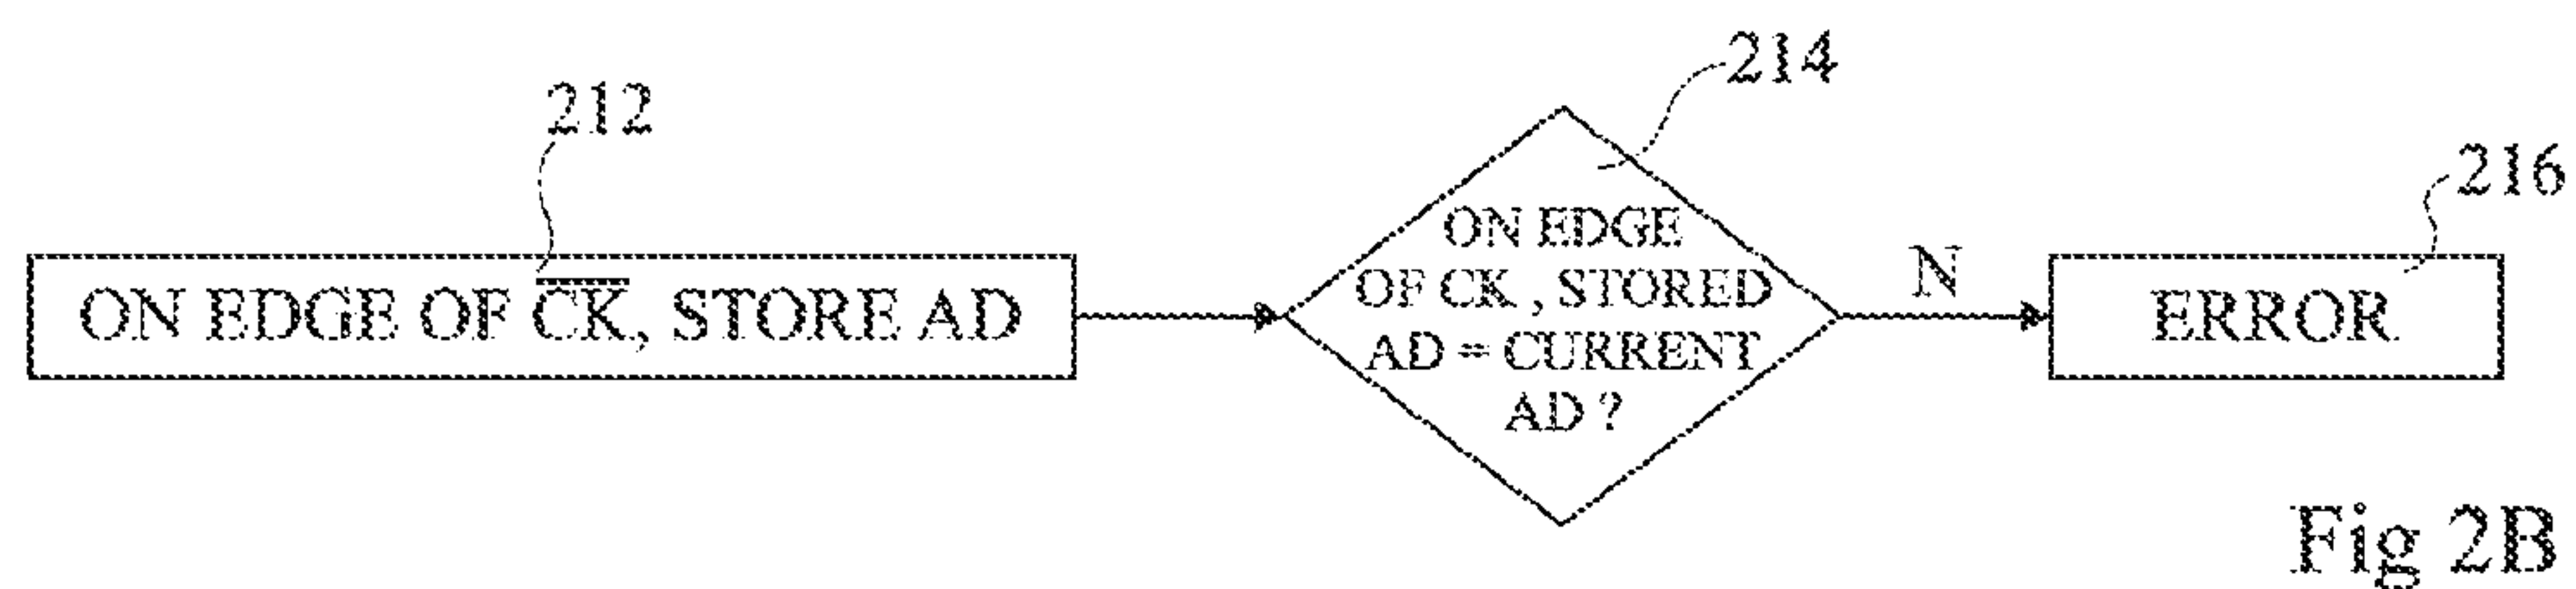 212
ON EDGE OF C̅K̅, STORE AD
214
ON EDGE
OF CK , STORED
AD = CURRENT
AD ?
N
216
ERROR
Fig 2B